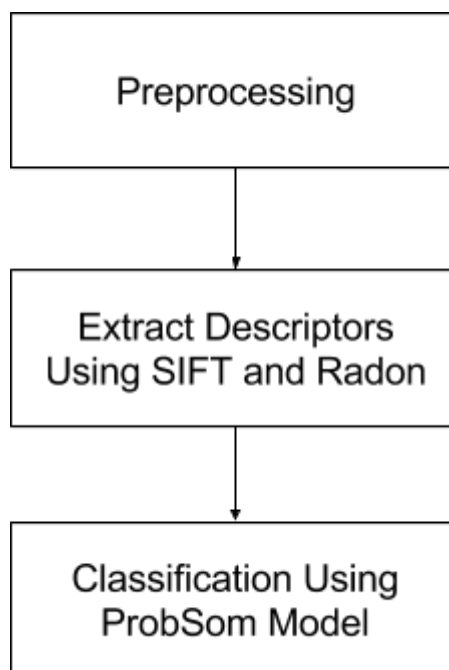 Preprocessing
Extract Descriptors
Using SIFT and Radon
Classification Using
ProbSom Model